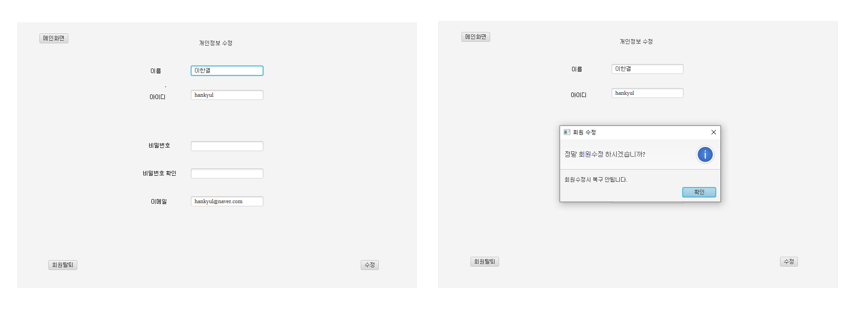 메인화면
개인정보 수정
이름
이한결
아이디
hankyul
비밀번호
비밀번호 확인
이메일
hankyul@naver.com
회원탈퇴
수정
메인화면
개인정보 수정
이름
이한결
아이디
hankyul
회원 수정
정말 회원수정 하시겠습니까?
회원수정시 복구 안됩니다.
확인
회원탈퇴
수정